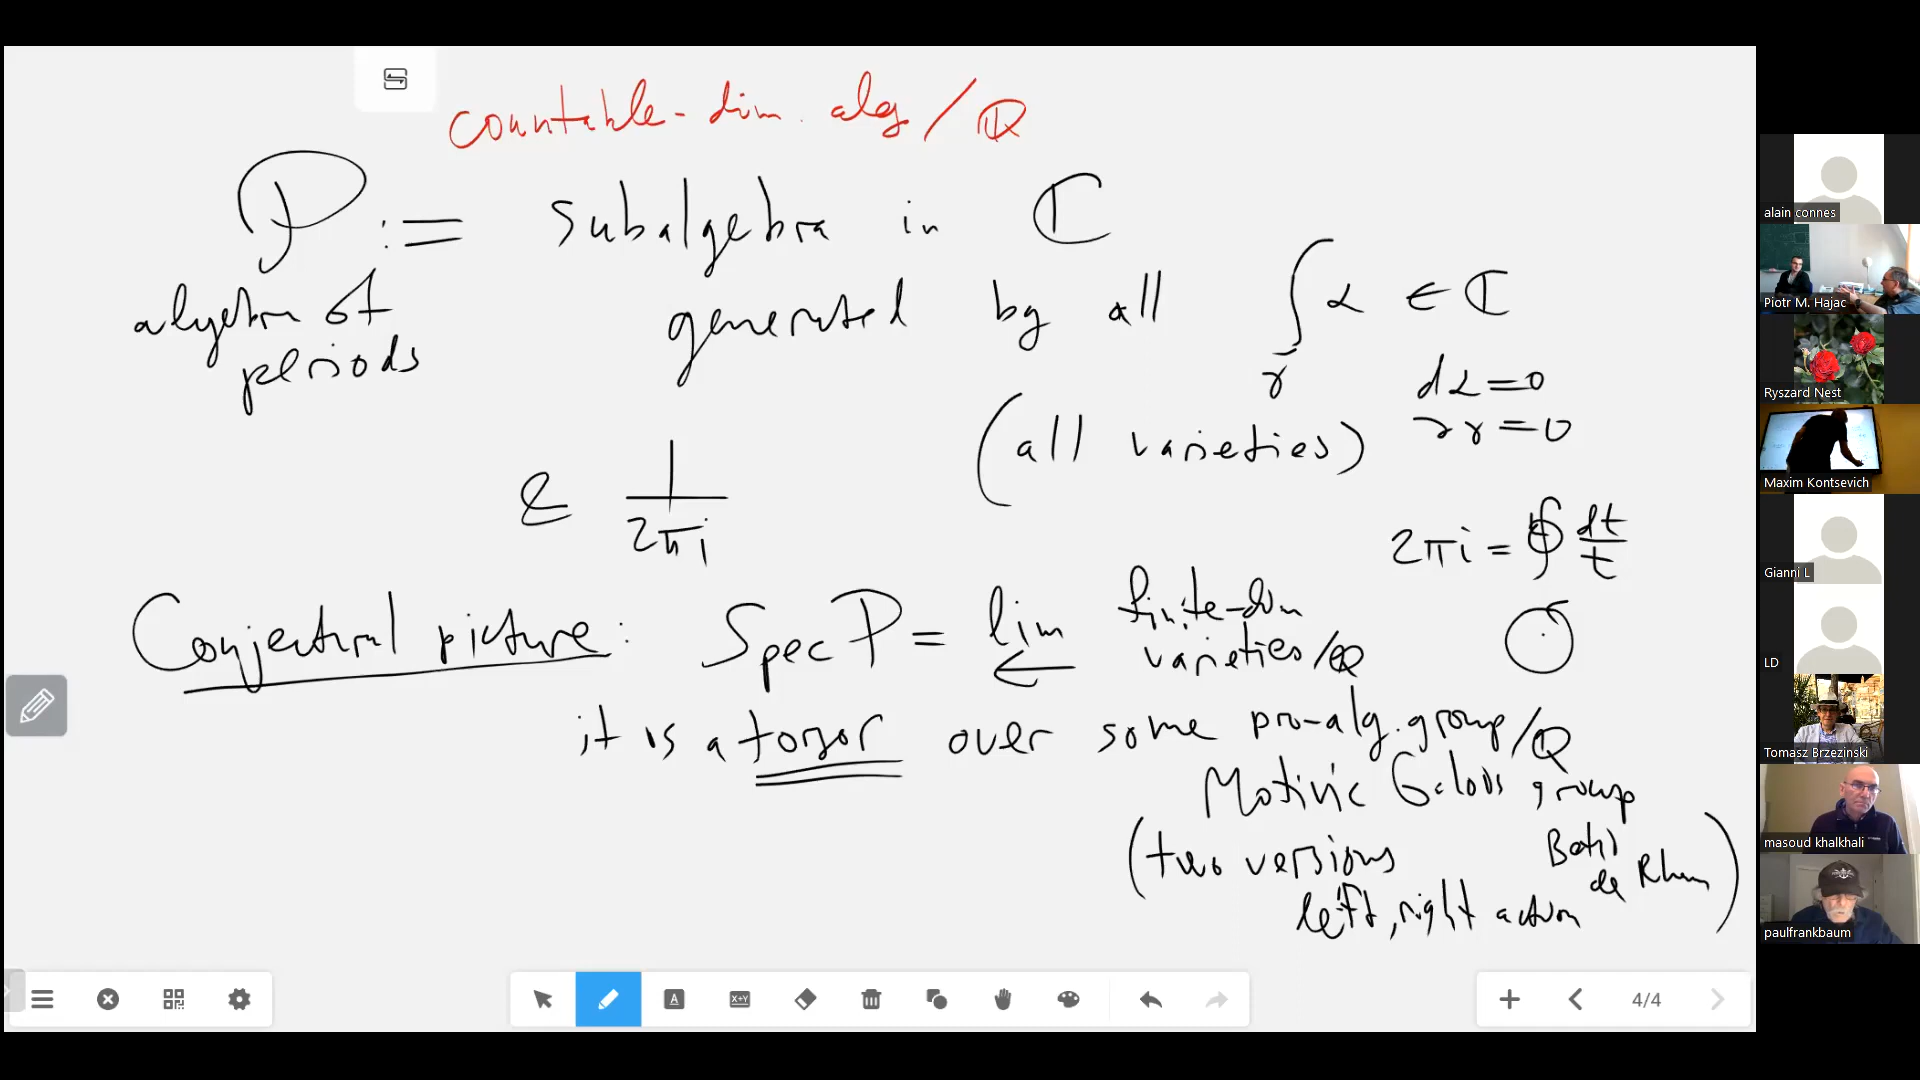 countable-dim. alg/ℚ
P := subalgebra in ℂ
algebra of periods
generated by all ∫_γ α ∈ ℂ
dα=0
∂γ=0
(all varieties)
& 1/2πi
2πi = ∮ dt/t
Conjectural picture: Spec P = lim ← finite-dim varieties/ℚ
it is a torsor over some pro-alg. group/ℚ
Motivic Galois group
(two versions Betti de Rham
left, right action)
alain connes
Piotr M. Hajac
Ryszard Nest
Maxim Kontsevich
Gianni L
LD
Tomasz Brzezinski
masoud khalkhali
paulfrankbaum
A
X+Y
4/4